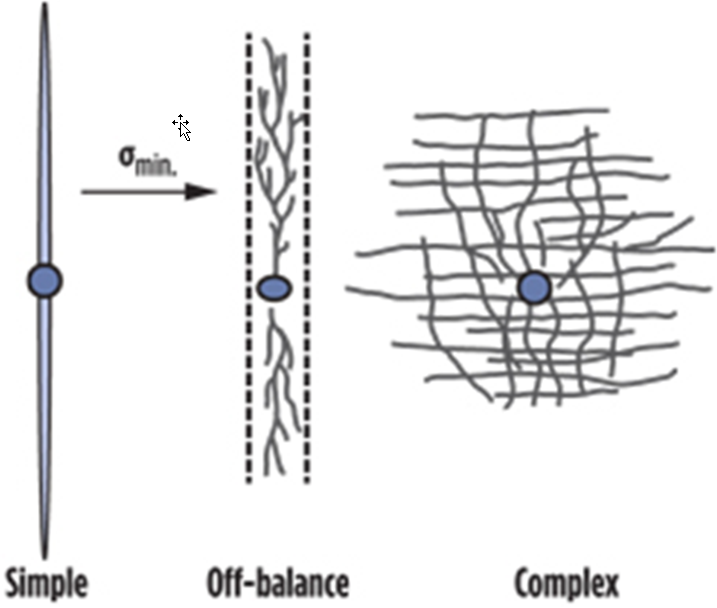 σmin.
Simple
Off-balance
Complex